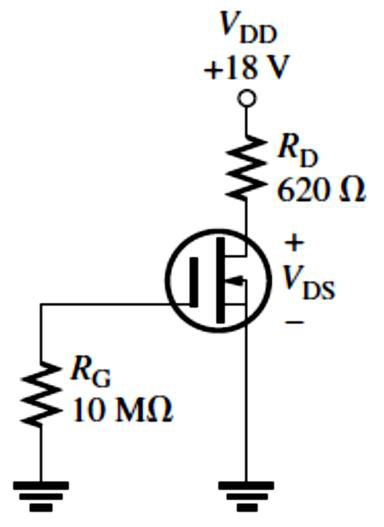 V_DD
+18 V
R_D
620 Ω
+
V_DS
–
R_G
10 MΩ